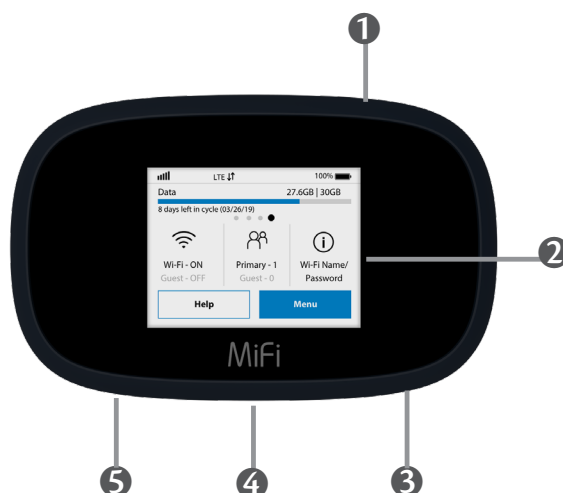 1
LTE 100%
Data 27.6GB | 30GB
8 days left in cycle (03/26/19)
2
Wi-Fi - ON Primary - 1 Wi-Fi Name/
Guest - OFF Guest - 0 Password
Help Menu
MiFi
5 4 3